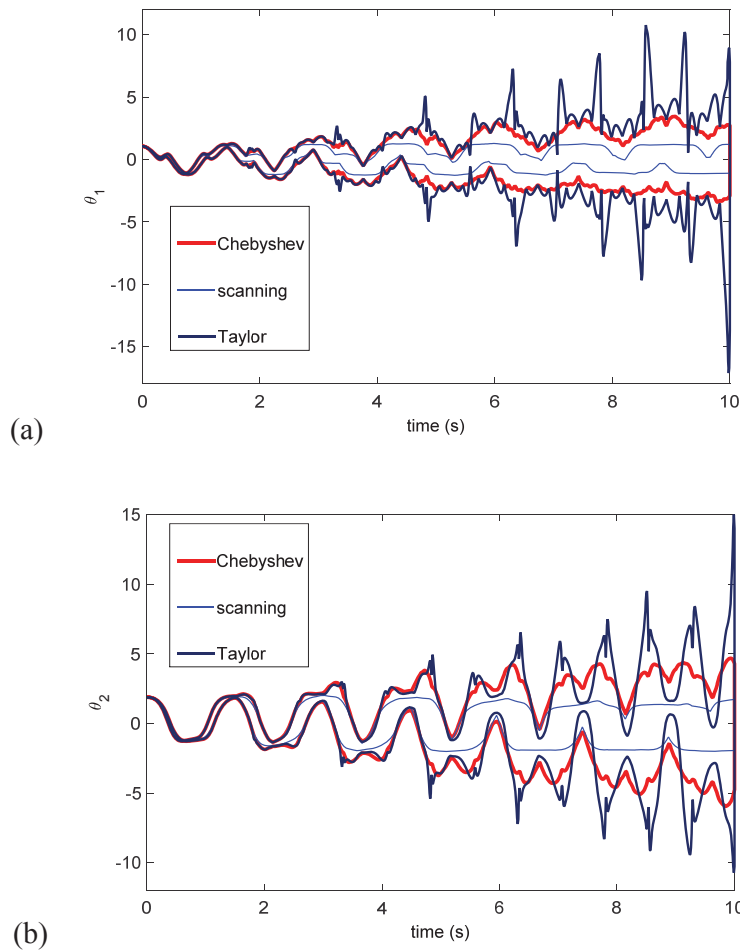 10
5
0
-5
-10
-15
θ1
Chebyshev
scanning
Taylor
0 2 4 6 8 10
time (s)
(a)
15
10
5
0
-5
-10
θ2
Chebyshev
scanning
Taylor
0 2 4 6 8 10
time (s)
(b)